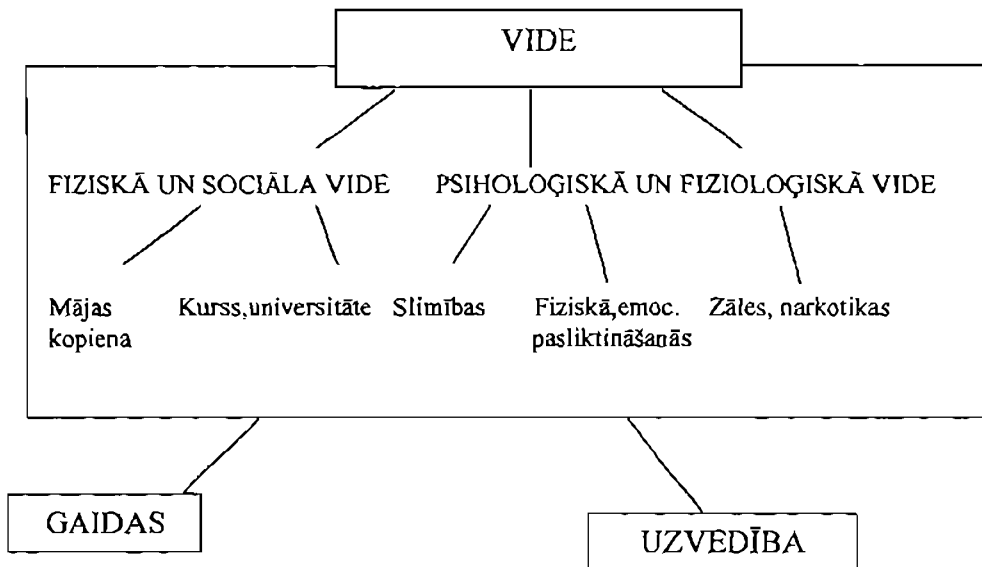 VIDE
FIZISKĀ UN SOCIĀLA VIDE
PSIHOLOĢISKĀ UN FIZIOLOĢISKĀ VIDE
Mājas
kopiena
Kurss,universitāte
Slimības
Fiziskā,emoc.
pasliktināšanās
Zāles, narkotikas
GAIDAS
UZVEDĪBA